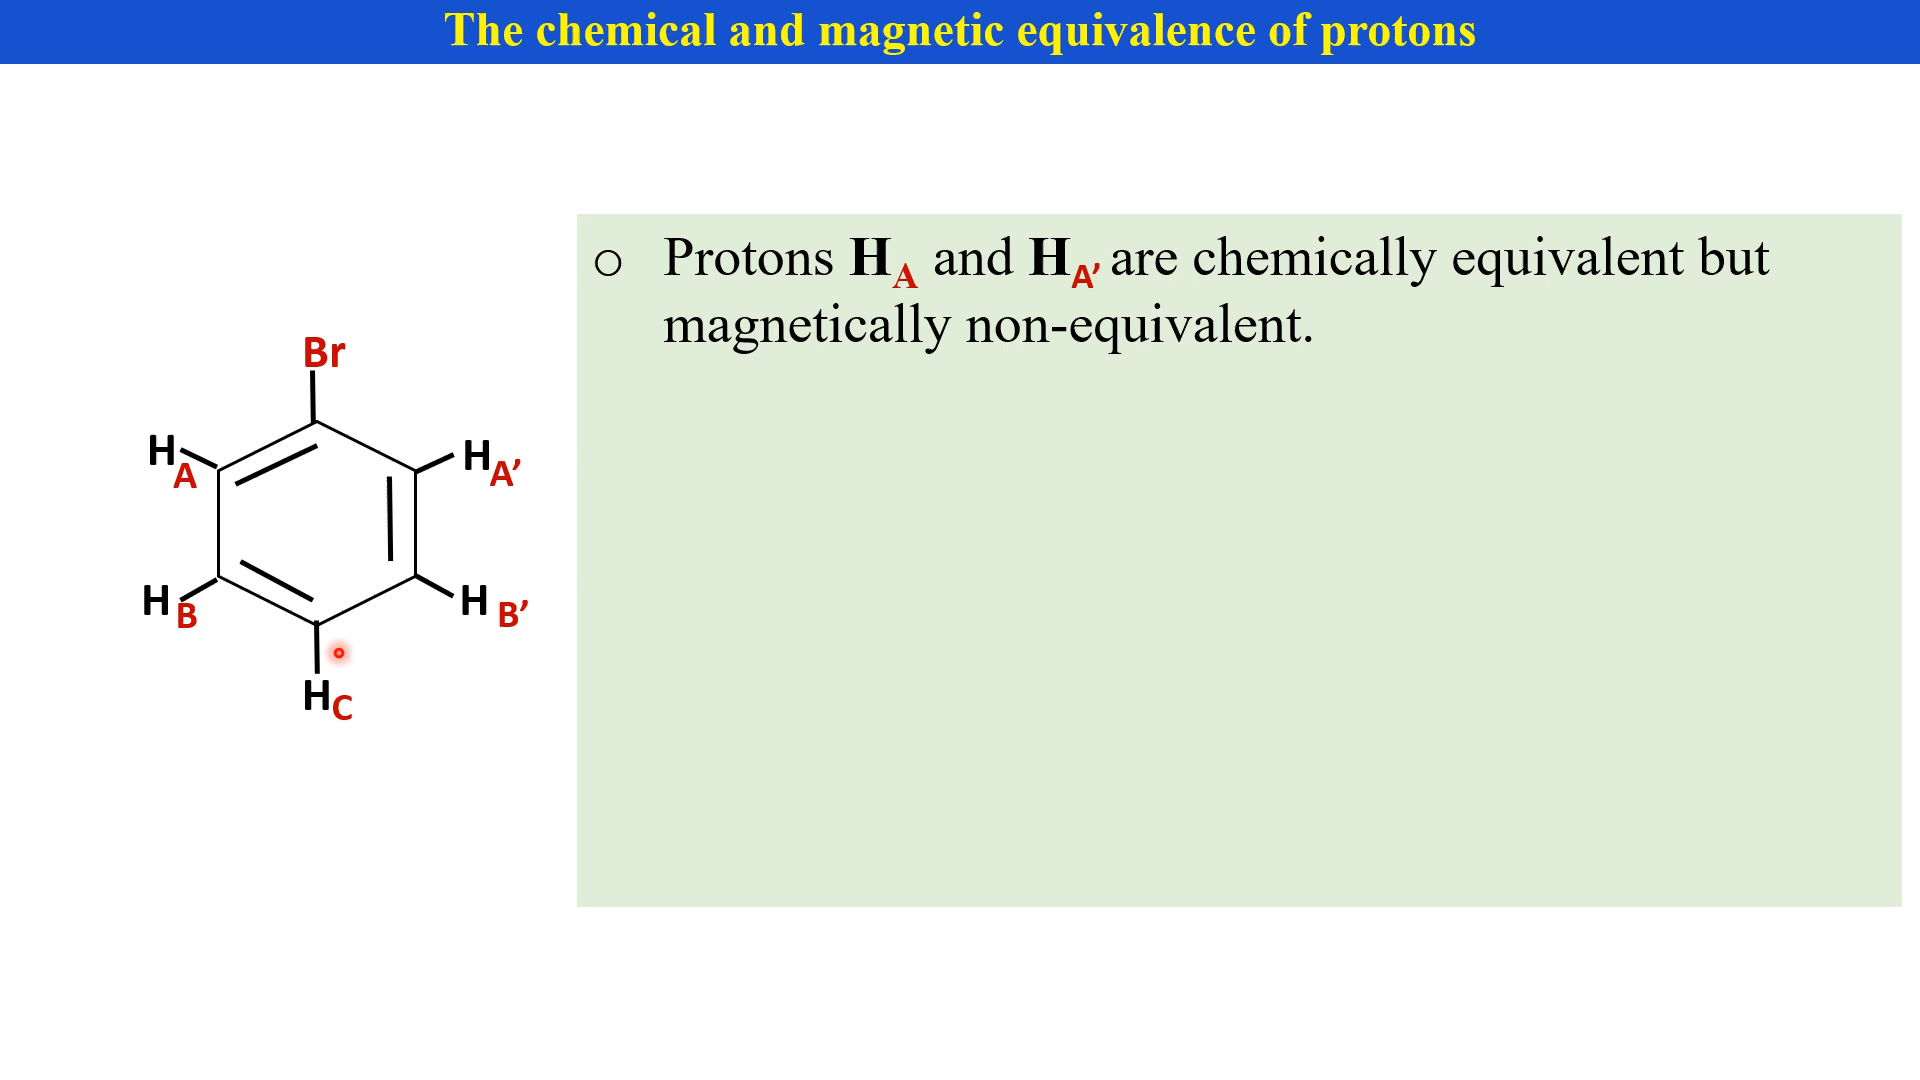 The chemical and magnetic equivalence of protons
○ Protons HA and HA’ are chemically equivalent but
magnetically non-equivalent.
Br
HA
HA’
HB
H B’
HC